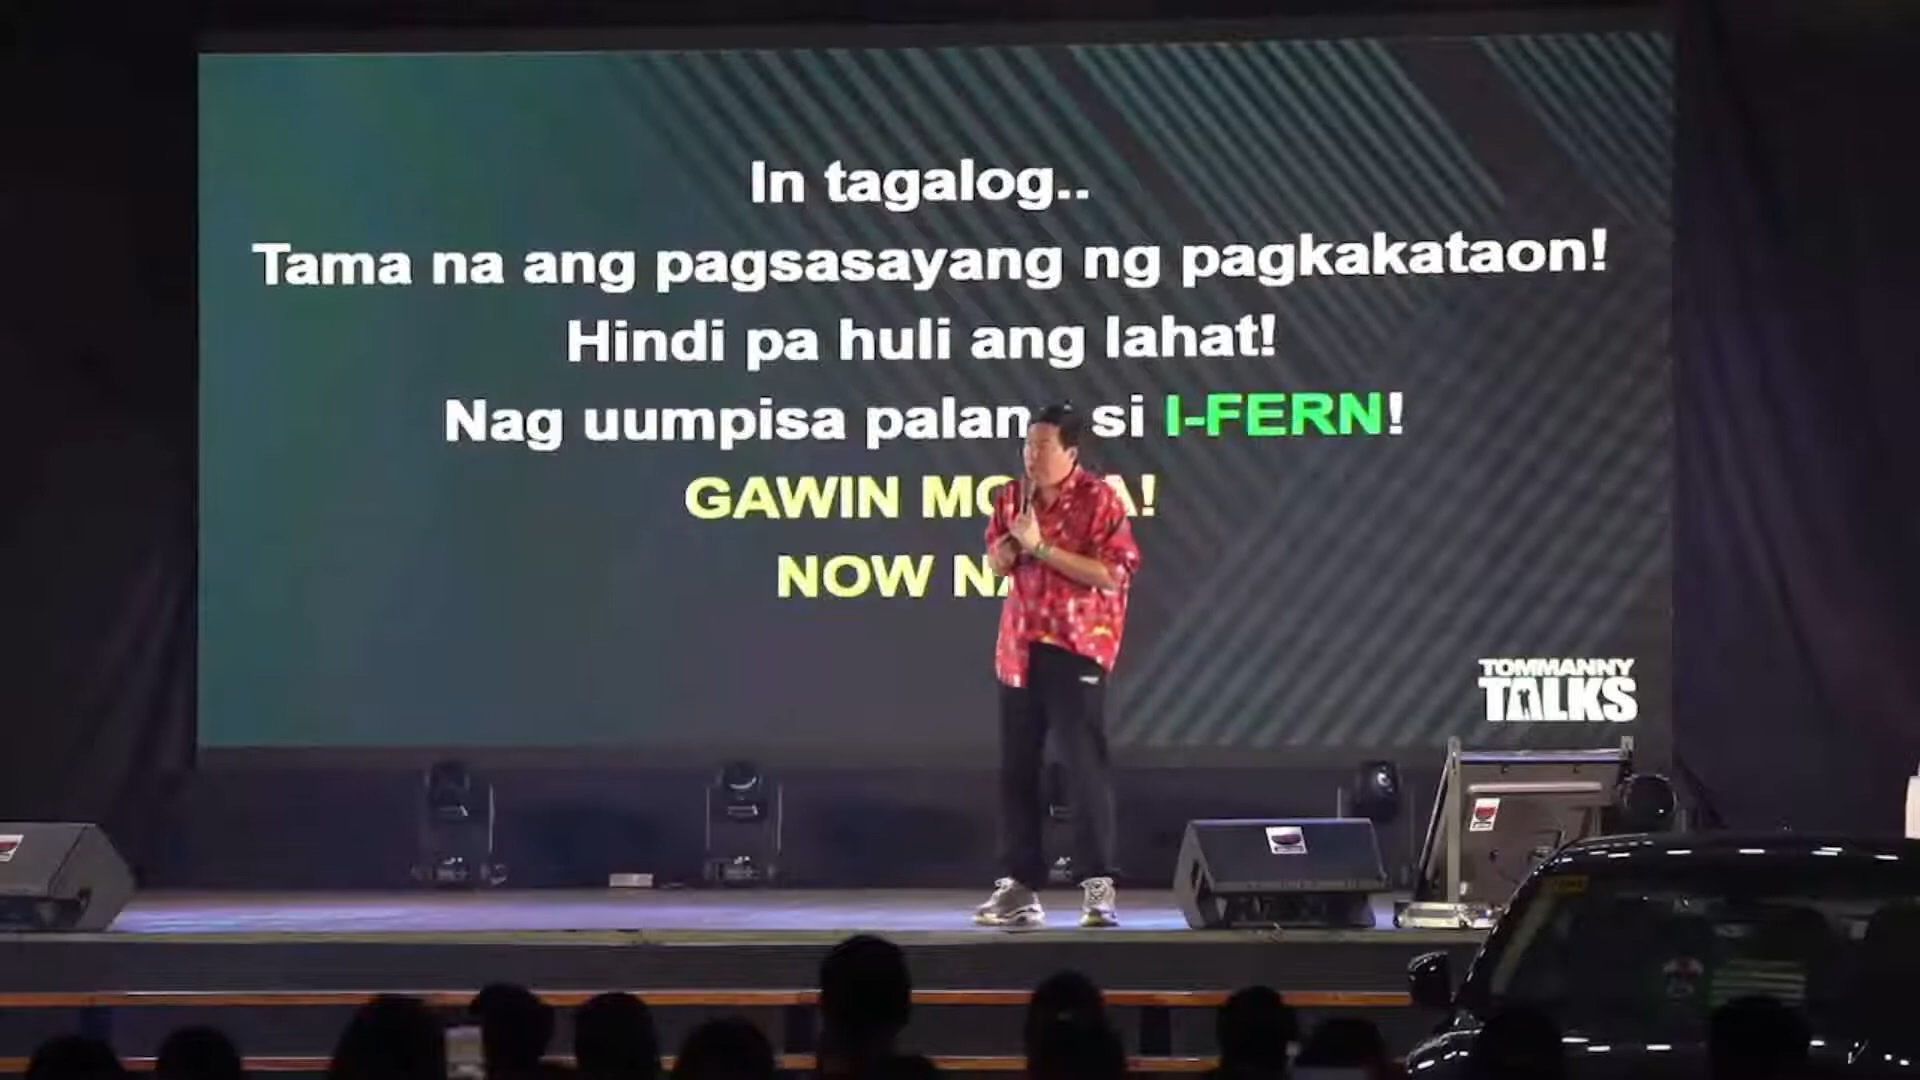 In tagalog..
Tama na ang pagsasayang ng pagkakataon!
Hindi pa huli ang lahat!
Nag uumpisa si I-FERN!
GAWIN
NOW
TOMMANNY
TALKS